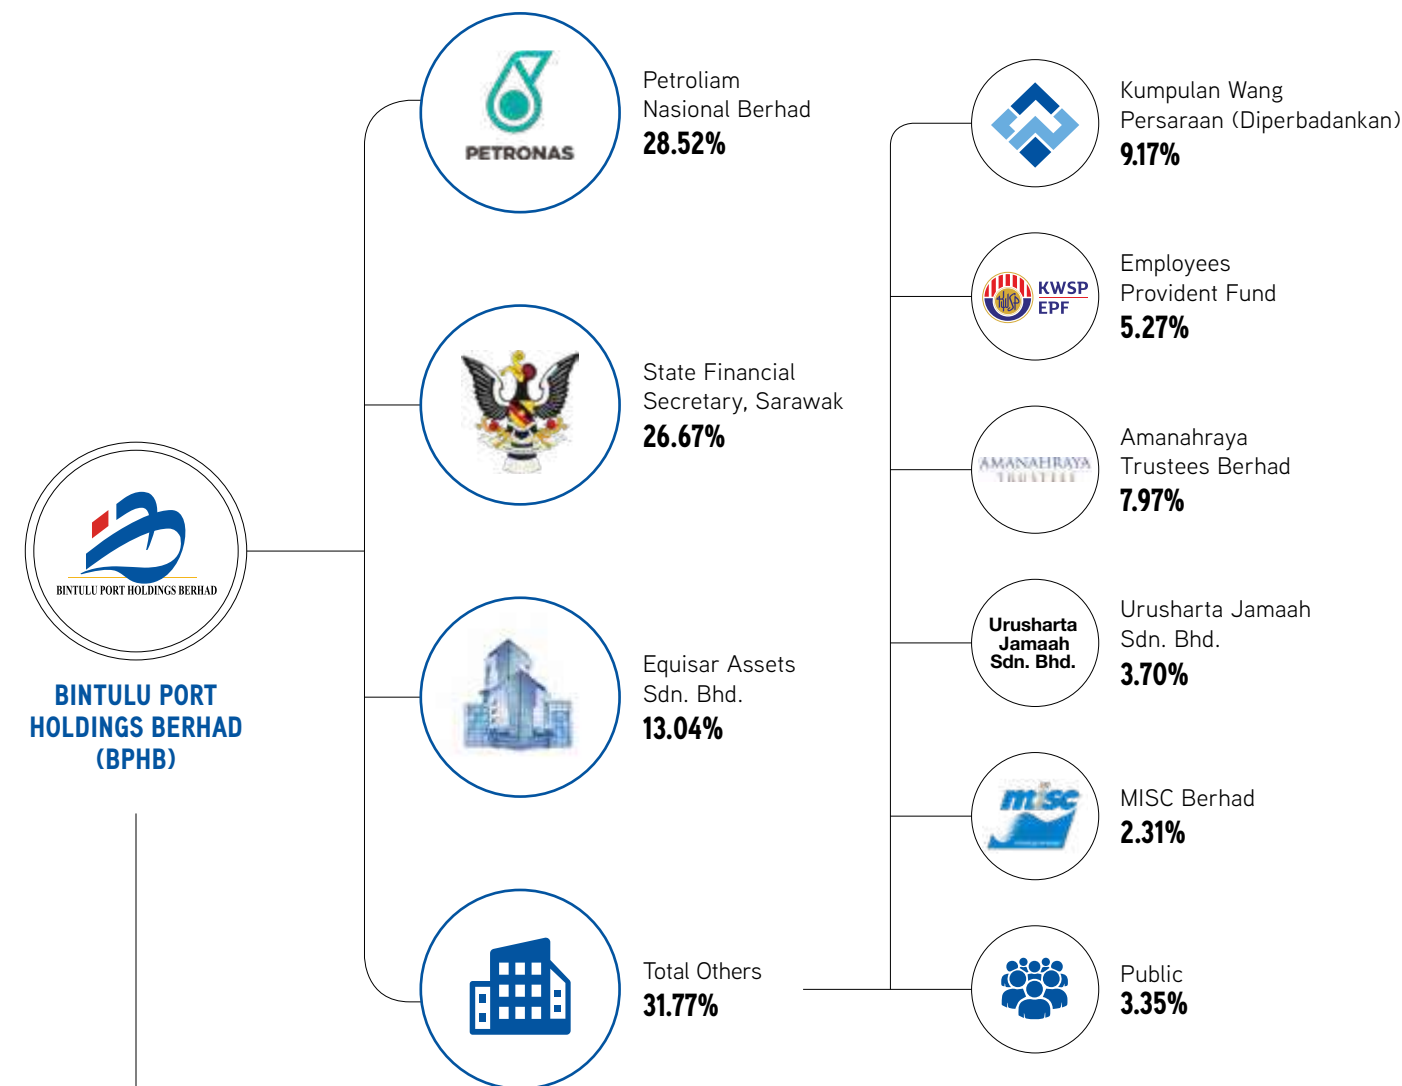 BINTULU PORT HOLDINGS BERHAD
BINTULU PORT
HOLDINGS BERHAD
(BPHB)
PETRONAS
Petroliam
Nasional Berhad
28.52%
State Financial
Secretary, Sarawak
26.67%
Equisar Assets
Sdn. Bhd.
13.04%
Total Others
31.77%
Kumpulan Wang
Persaraan (Diperbadankan)
9.17%
KWSP
EPF
Employees
Provident Fund
5.27%
AMANAHRAYA
TRUSTEES
Amanahraya
Trustees Berhad
7.97%
Urusharta
Jamaah
Sdn. Bhd.
Urusharta Jamaah
Sdn. Bhd.
3.70%
misc
MISC Berhad
2.31%
Public
3.35%